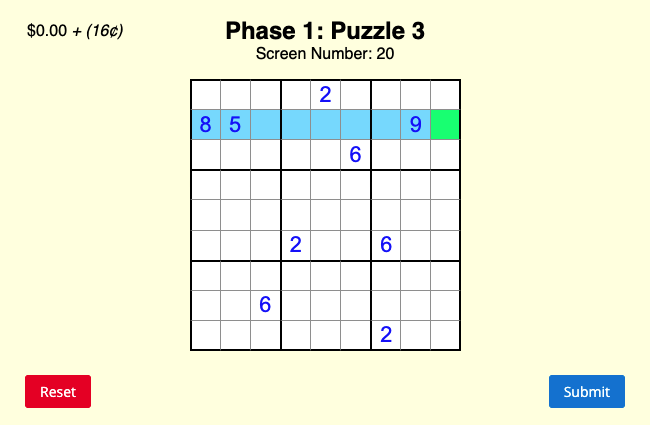 $0.00 + (16¢)
Phase 1: Puzzle 3
Screen Number: 20
2
8 5 9
6
2 6
6
2
Reset Submit